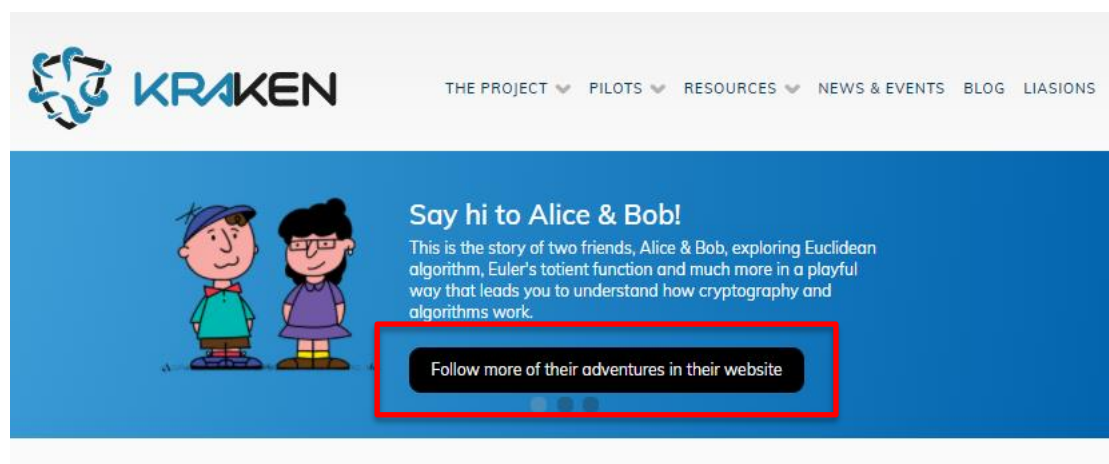 KRAKEN
THE PROJECT PILOTS RESOURCES NEWS & EVENTS BLOG LIASIONS
Say hi to Alice & Bob!
This is the story of two friends, Alice & Bob, exploring Euclidean
algorithm, Euler's totient function and much more in a playful
way that leads you to understand how cryptography and
algorithms work.
Follow more of their adventures in their website